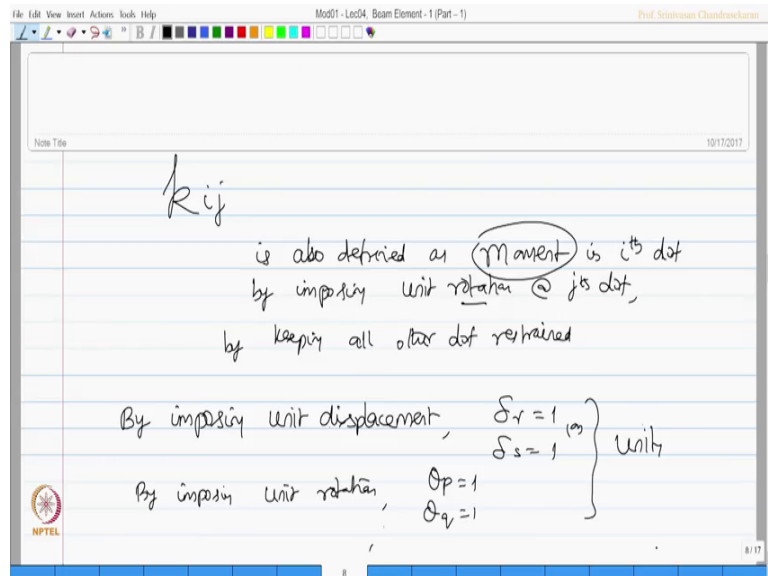 File Edit View Insert Actions Tools Help
Mod01 - Lec04, Beam Element - 1 (Part – 1)
Prof. Srinivasan Chandrasekaran
B I
Note Title
10/17/2017
kij
is also defined as (moment) in ith dof
by imposing unit rotation @ jth dof,
by keeping all other dof restrained
By imposing unit displacement, δr = 1 (or)
δs = 1
unity
By imposing unit rotation, θp = 1
θq = 1
NPTEL
8 / 17
8